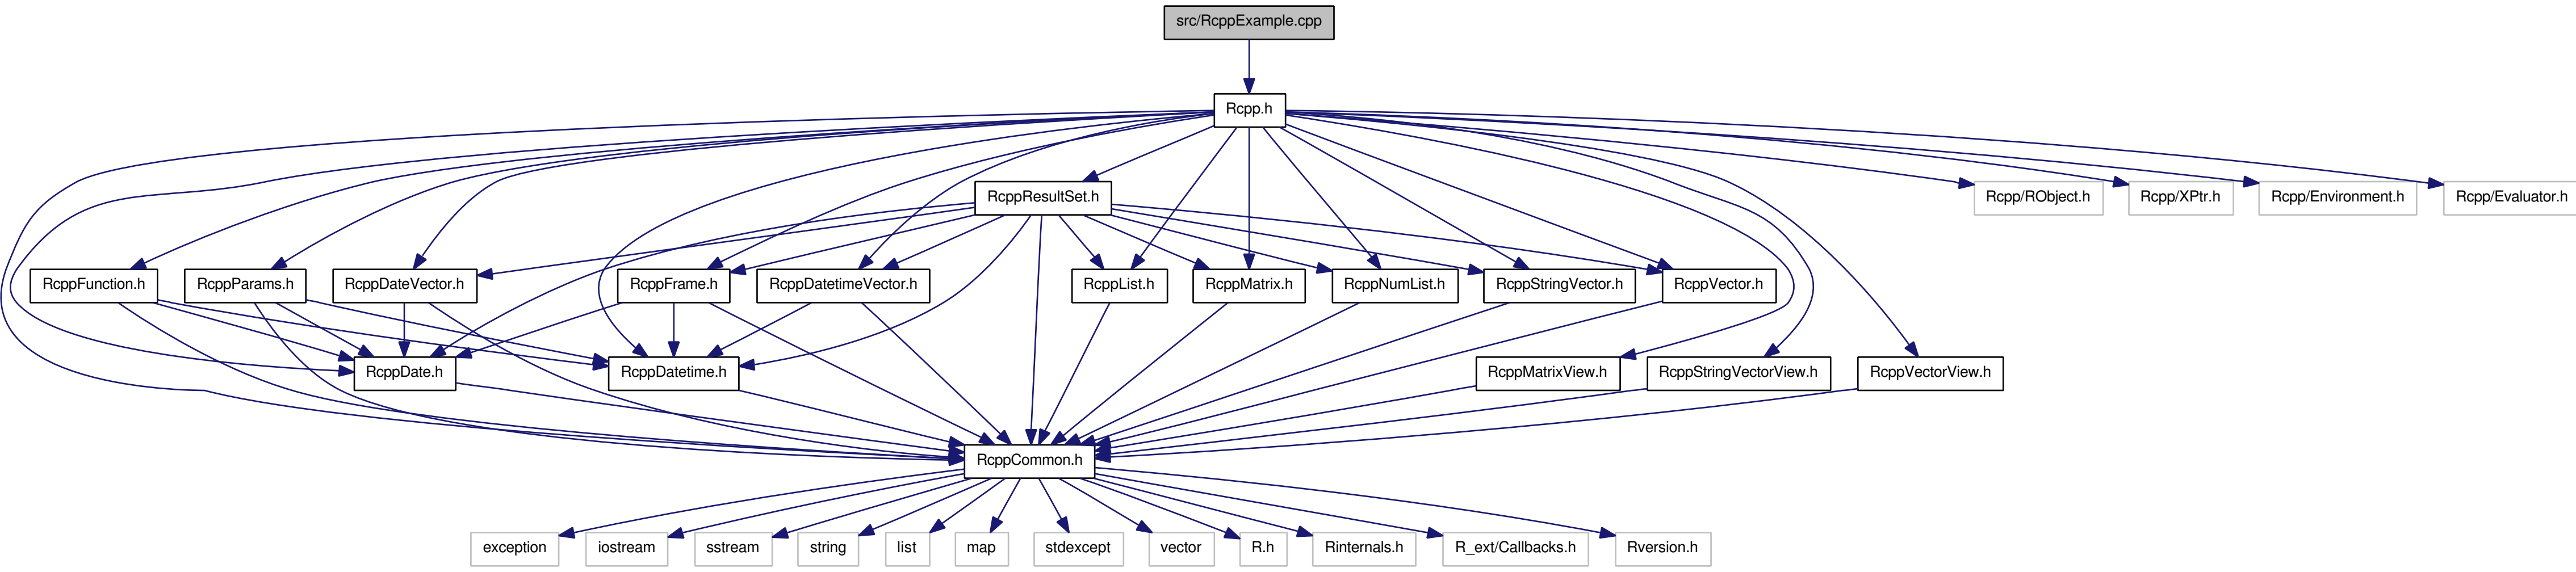 src/RcppExample.cpp
Rcpp.h
RcppResultSet.h
Rcpp/RObject.h
Rcpp/XPtr.h
Rcpp/Environment.h
Rcpp/Evaluator.h
RcppFunction.h
RcppParams.h
RcppDateVector.h
RcppFrame.h
RcppDatetimeVector.h
RcppList.h
RcppMatrix.h
RcppNumList.h
RcppStringVector.h
RcppVector.h
RcppDate.h
RcppDatetime.h
RcppMatrixView.h
RcppStringVectorView.h
RcppVectorView.h
RcppCommon.h
exception
iostream
sstream
string
list
map
stdexcept
vector
R.h
Rinternals.h
R_ext/Callbacks.h
Rversion.h